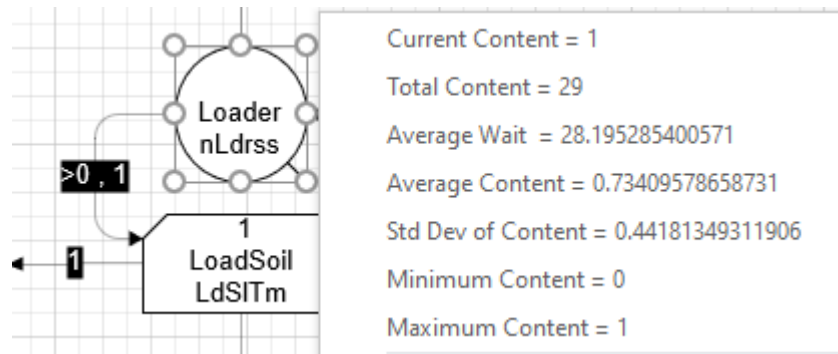 Loader
nLdrss
>0 , 1
1
LoadSoil
LdSlTm
1
Current Content = 1
Total Content = 29
Average Wait  = 28.195285400571
Average Content = 0.73409578658731
Std Dev of Content = 0.44181349311906
Minimum Content = 0
Maximum Content = 1